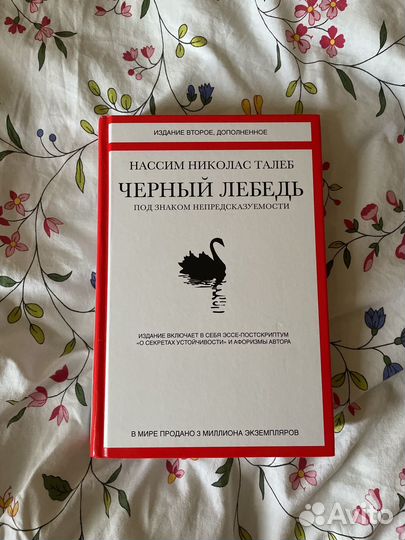 ИЗДАНИЕ ВТОРОЕ, ДОПОЛНЕННОЕ
НАССИМ НИКОЛАС ТАЛЕБ
ЧЕРНЫЙ ЛЕБЕДЬ
ПОД ЗНАКОМ НЕПРЕДСКАЗУЕМОСТИ
ИЗДАНИЕ ВКЛЮЧАЕТ В СЕБЯ ЭССЕ-ПОСТСКРИПТУМ
«О СЕКРЕТАХ УСТОЙЧИВОСТИ» И АФОРИЗМЫ АВТОРА
В МИРЕ ПРОДАНО 3 МИЛЛИОНА ЭКЗЕМПЛЯРОВ
Avito